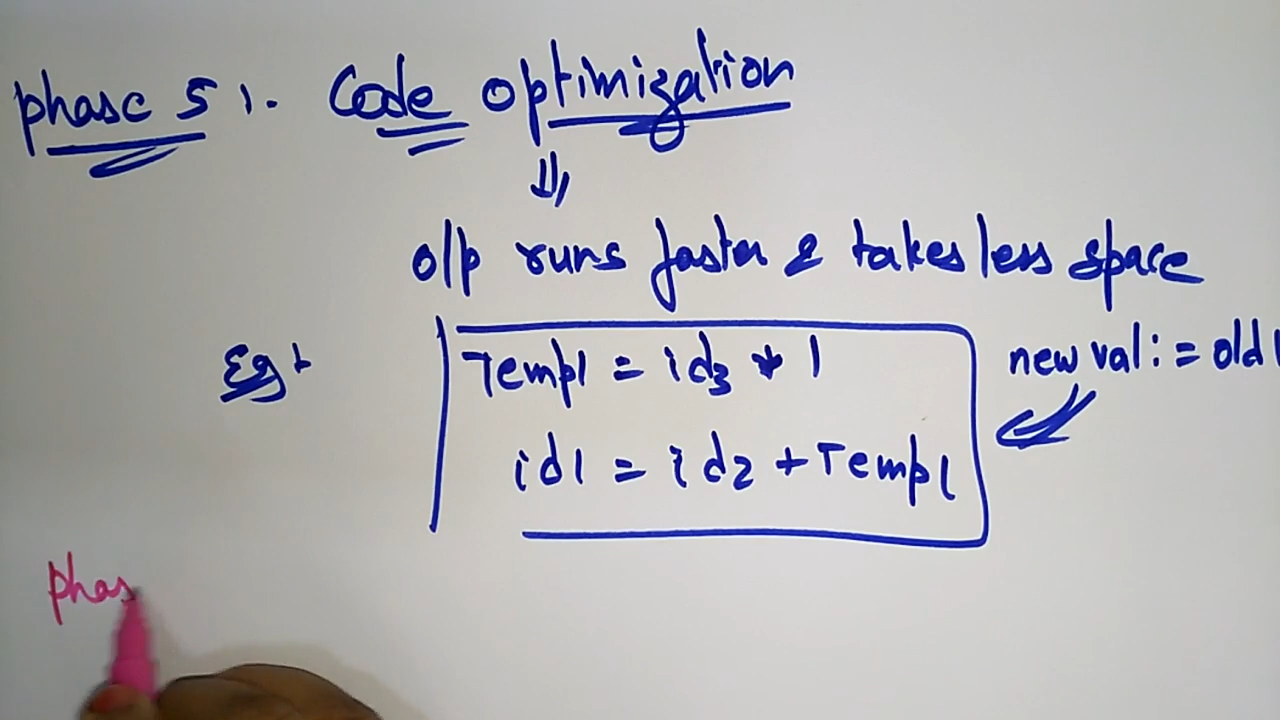 phase 5:- Code optimization
o/p runs faster & takes less space
Eg:
Temp1 = id3 * 1
new val := old
id1 = id2 + Temp1
phas